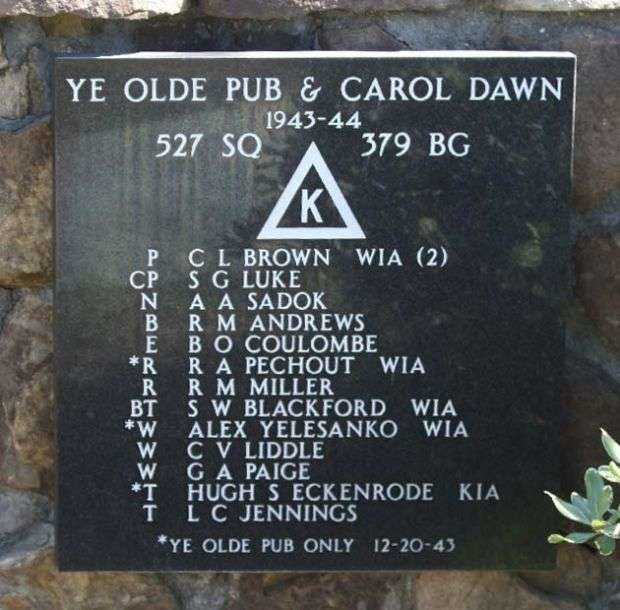 YE OLDE PUB & CAROL DAWN
1943-44
527 SQ 379 BG
K
P C L BROWN WIA (2)
CP S G LUKE
N A A SADOK
B R M ANDREWS
E B O COULOMBE
*R R A PECHOUT WIA
R R M MILLER
BT S W BLACKFORD WIA
*W ALEX YELESANKO WIA
W C V LIDDLE
W G A PAIGE
*T HUGH S ECKENRODE KIA
T L C JENNINGS
*YE OLDE PUB ONLY 12-20-43